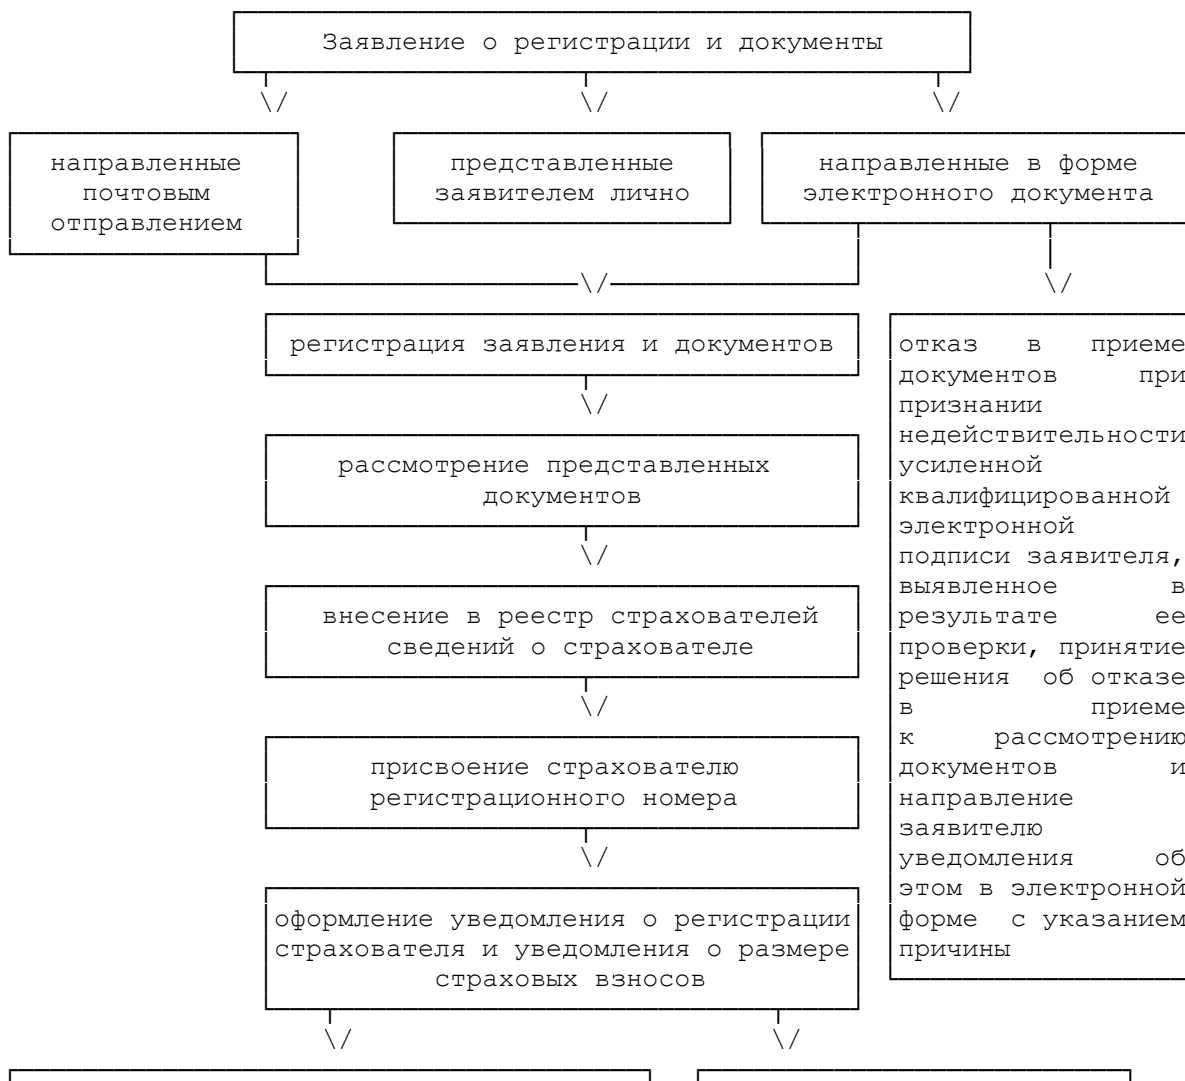 Заявление о регистрации и документы
направленные
почтовым
отправлением
представленные
заявителем лично
направленные в форме
электронного документа
регистрация заявления и документов
рассмотрение представленных
документов
внесение в реестр страхователей
сведений о страхователе
присвоение страхователю
регистрационного номера
оформление уведомления о регистрации
страхователя и уведомления о размере
страховых взносов
отказ в приеме
документов при
признании
недействительности
усиленной
квалифицированной
электронной
подписи заявителя,
выявленное в
результате ее
проверки, принятие
решения об отказе
в приеме
к рассмотрению
документов и
направление
заявителю
уведомления об
этом в электронной
форме с указанием
причины